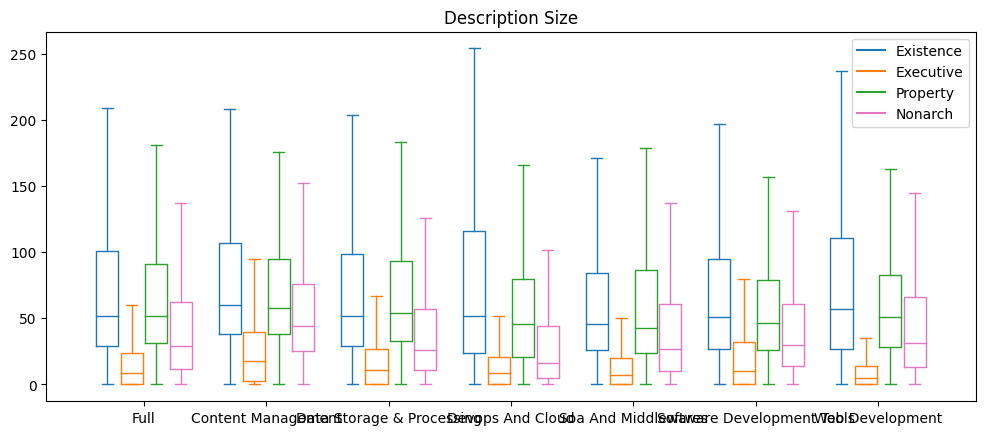 Description Size
250
200
150
100
50
0
Existence
Executive
Property
Nonarch
Full
Content Management
Data Storage & Processing
Devops And Cloud
Soa And Middleware
Software Development Tools
Web Development